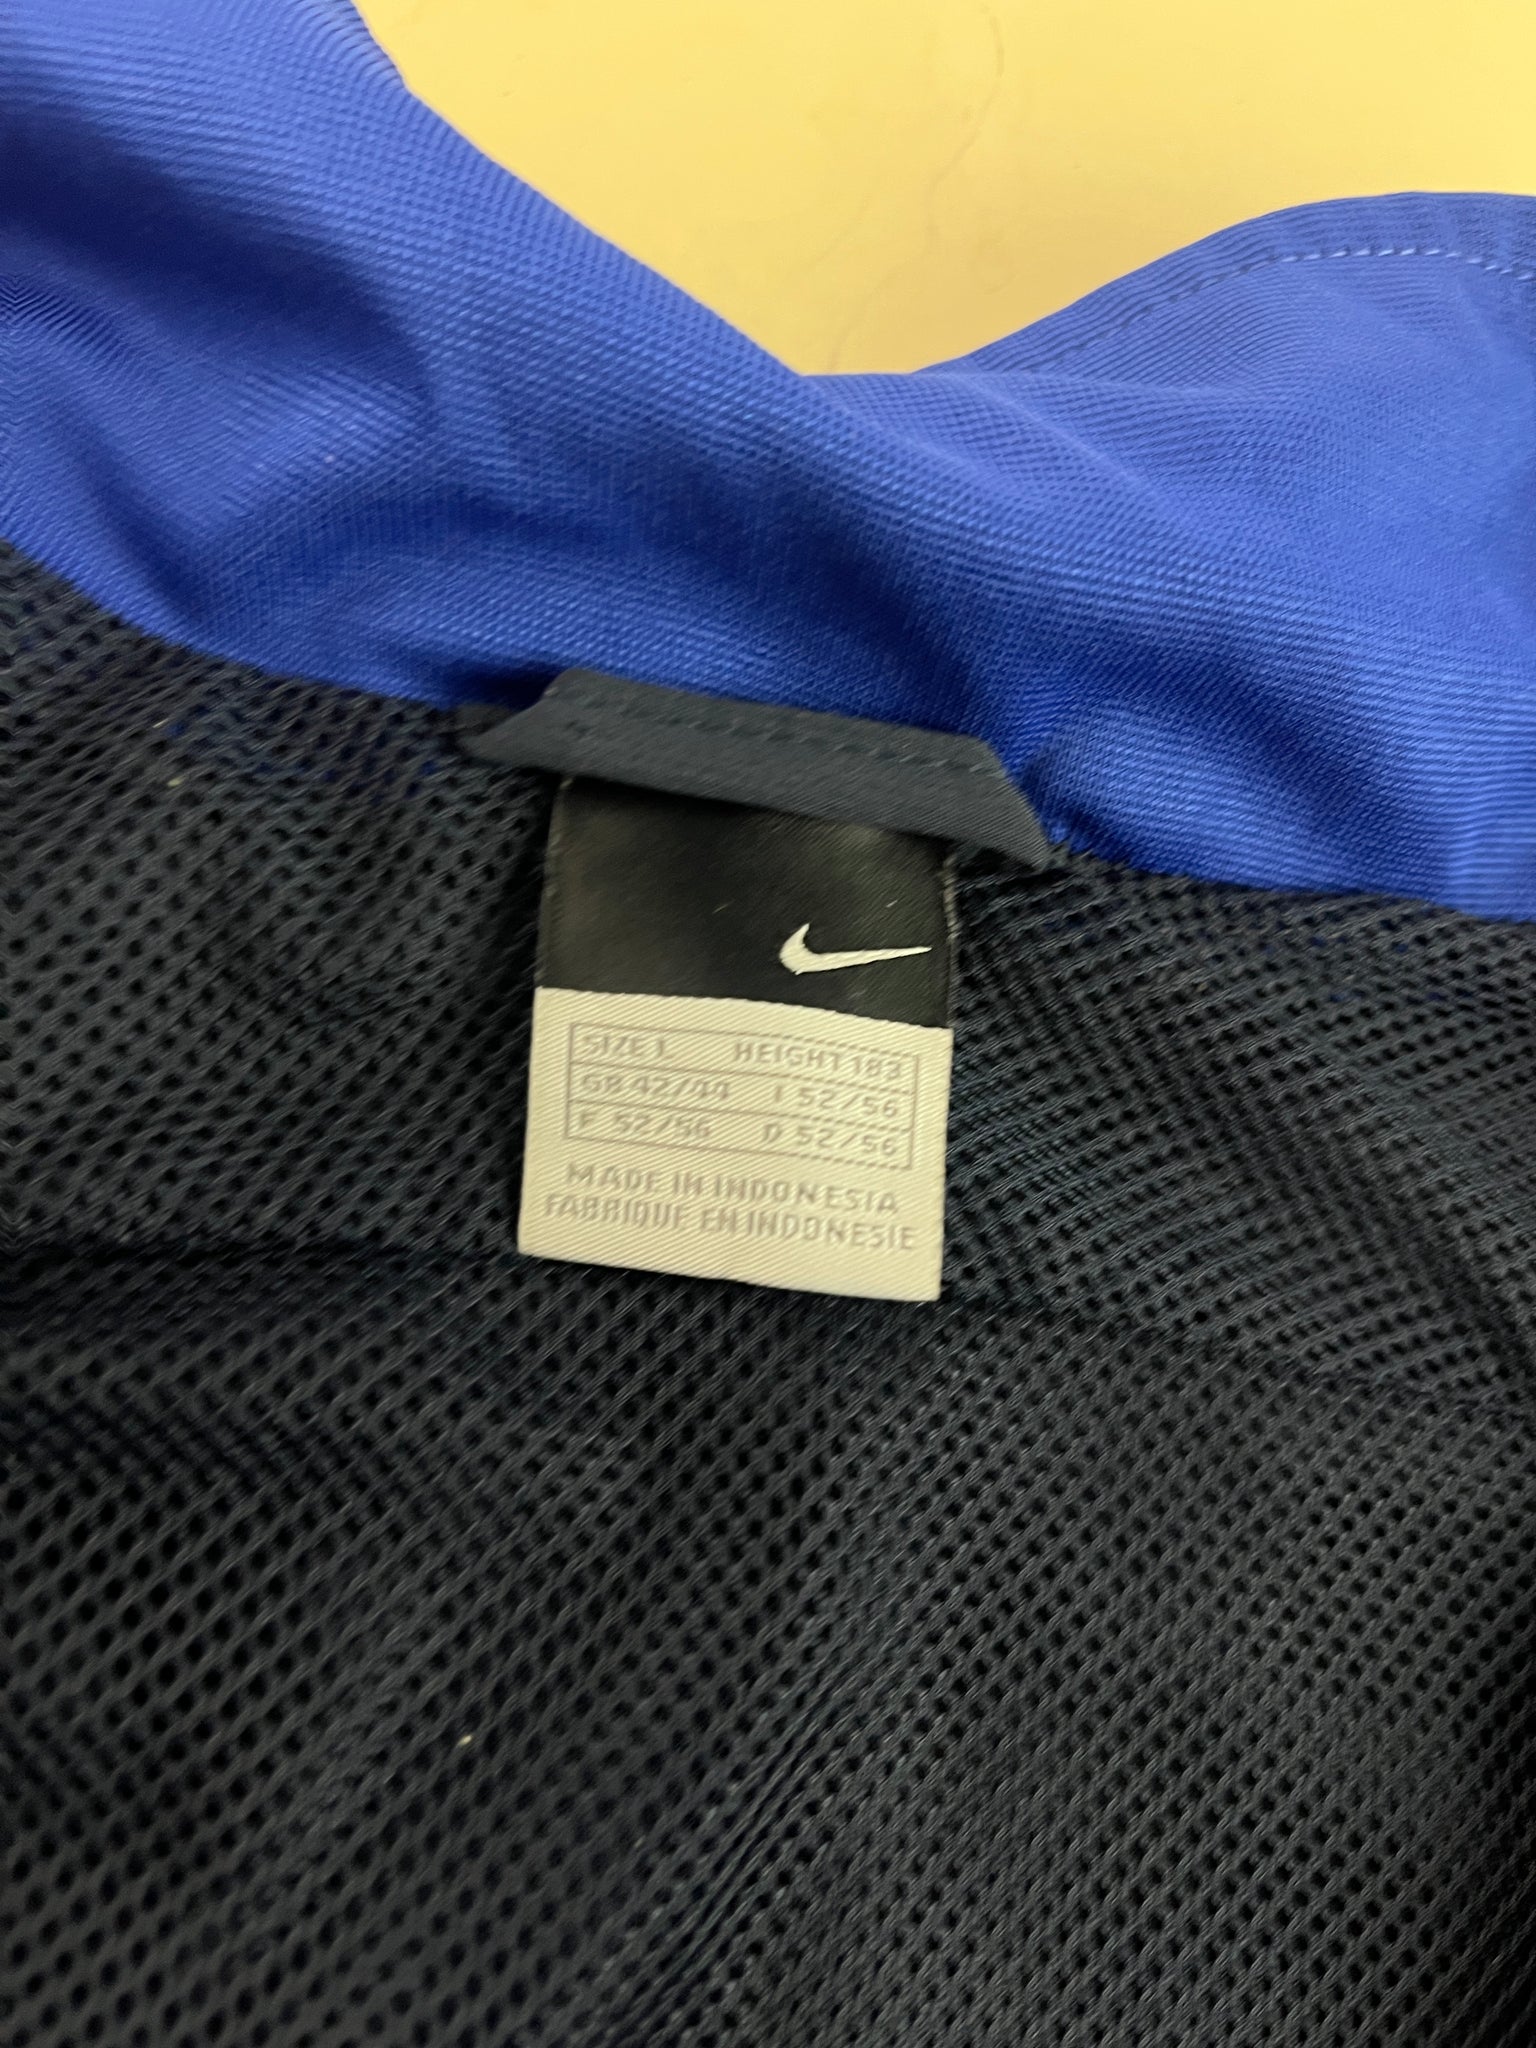 SIZE L HEIGHT 183
GB 42/44 I 52/56
F 52/56 D 52/56
MADE IN INDONESIA
FABRIQUE EN INDONESIE